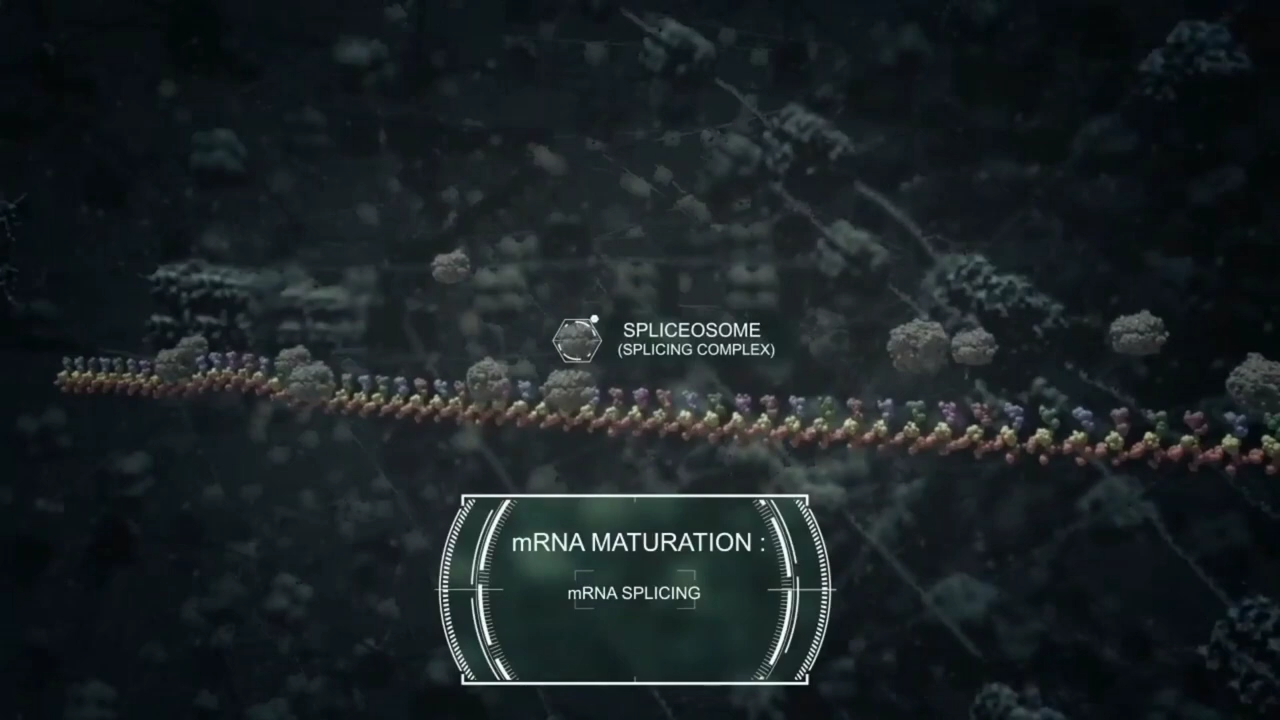 SPLICEOSOME
(SPLICING COMPLEX)
mRNA MATURATION :
mRNA SPLICING